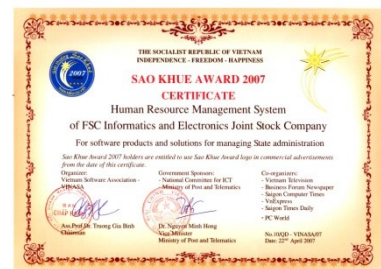 THE SOCIALIST REPUBLIC OF VIETNAM
INDEPENDENCE - FREEDOM - HAPPINESS
2007
SAO KHUE AWARD 2007
CERTIFICATE
Human Resource Management System
of FSC Informatics and Electronics Joint Stock Company
For software products and solutions for managing State administration
Sao Khue Award 2007 holders are entitled to use Sao Khue Award logo in commercial advertisements
from the date of this certificate.
Organizer:
Vietnam Software Association -
VINASA
Government Sponsors:
- National Committee for ICT
- Ministry of Post and Telematics
Co-organizers:
- Vietnam Television
- Business Forum Newspaper
- Saigon Computer Times
- VnExpress
- Saigon Times Daily
- PC World
Ass.Prof.Dr. Truong Gia Binh
Chairman
Dr. Nguyen Minh Hong
Vice Minister
Ministry of Post and Telematics
No.10/QD - VINASA/07
Date: 22nd April 2007